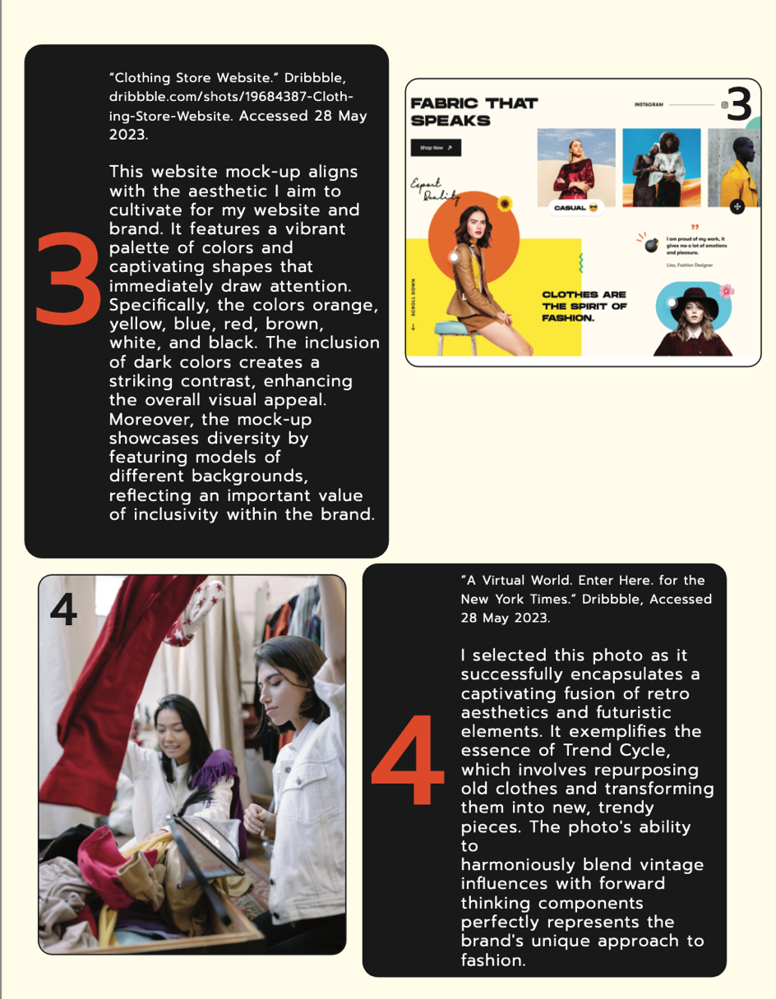 “Clothing Store Website.” Dribbble,
dribbble.com/shots/19684387-Cloth-
ing-Store-Website. Accessed 28 May
2023.
3
This website mock-up aligns
with the aesthetic I aim to
cultivate for my website and
brand. It features a vibrant
palette of colors and
captivating shapes that
immediately draw attention.
Specifically, the colors orange,
yellow, blue, red, brown,
white, and black. The inclusion
of dark colors creates a
striking contrast, enhancing
the overall visual appeal.
Moreover, the mock-up
showcases diversity by
featuring models of
different backgrounds,
reflecting an important value
of inclusivity within the brand.
3
FABRIC THAT
SPEAKS
INSTAGRAM
Shop Now
Expert
Quality
CASUAL
I am proud of my work, it
gives me a lot of emotions
and pleasure.
Lisa, Fashion Designer
SCROLL DOWN
CLOTHES ARE
THE SPIRIT OF
FASHION.
4
“A Virtual World. Enter Here. for the
New York Times.” Dribbble, Accessed
28 May 2023.
4
I selected this photo as it
successfully encapsulates a
captivating fusion of retro
aesthetics and futuristic
elements. It exemplifies the
essence of Trend Cycle,
which involves repurposing
old clothes and transforming
them into new, trendy
pieces. The photo's ability
to
harmoniously blend vintage
influences with forward
thinking components
perfectly represents the
brand's unique approach to
fashion.